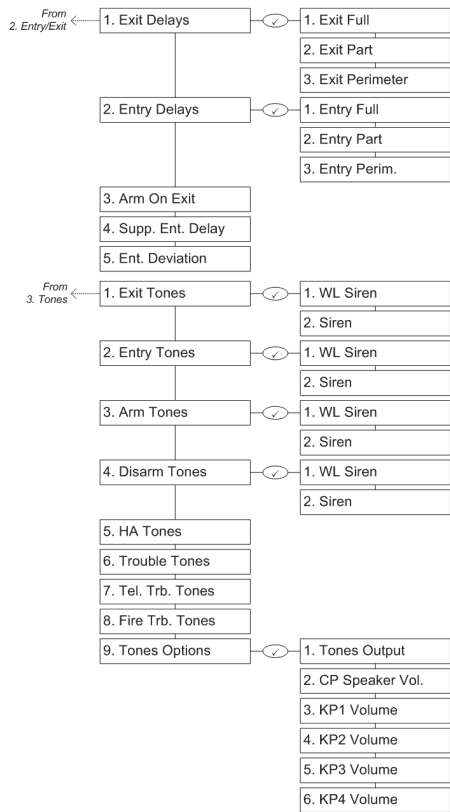 From
2. Entry/Exit
1. Exit Delays
1. Exit Full
2. Exit Part
3. Exit Perimeter
2. Entry Delays
1. Entry Full
2. Entry Part
3. Entry Perim.
3. Arm On Exit
4. Supp. Ent. Delay
5. Ent. Deviation
From
3. Tones
1. Exit Tones
1. WL Siren
2. Siren
2. Entry Tones
1. WL Siren
2. Siren
3. Arm Tones
1. WL Siren
2. Siren
4. Disarm Tones
1. WL Siren
2. Siren
5. HA Tones
6. Trouble Tones
7. Tel. Trb. Tones
8. Fire Trb. Tones
9. Tones Options
1. Tones Output
2. CP Speaker Vol.
3. KP1 Volume
4. KP2 Volume
5. KP3 Volume
6. KP4 Volume